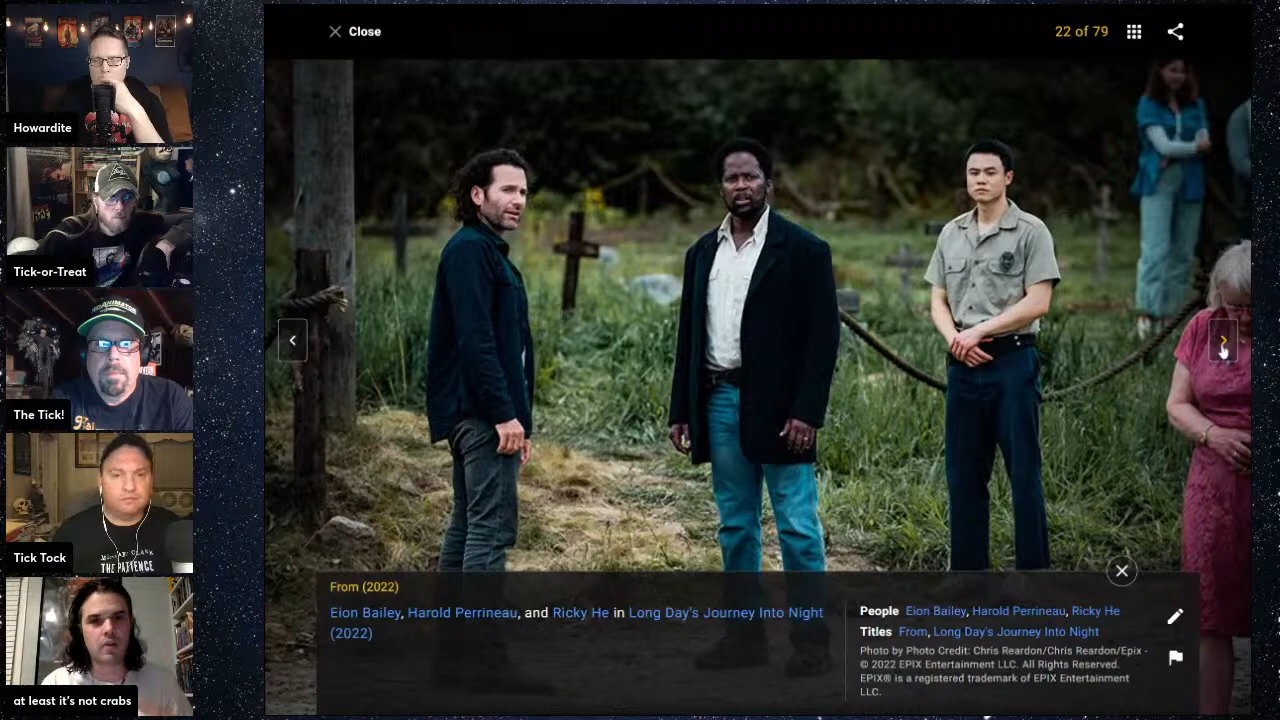 Close
22 of 79
Howardite
Tick-or-Treat
RE-ANIMATOR
The Tick!
Tick Tock
THE PATIENCE
at least it's not crabs
From (2022)
Eion Bailey, Harold Perrineau, and Ricky He in Long Day's Journey Into Night
(2022)
People Eion Bailey, Harold Perrineau, Ricky He
Titles From, Long Day's Journey Into Night
Photo by Photo Credit: Chris Reardon/Chris Reardon/Epix -
© 2022 EPIX Entertainment LLC. All Rights Reserved.
EPIX® is a registered trademark of EPIX Entertainment
LLC.